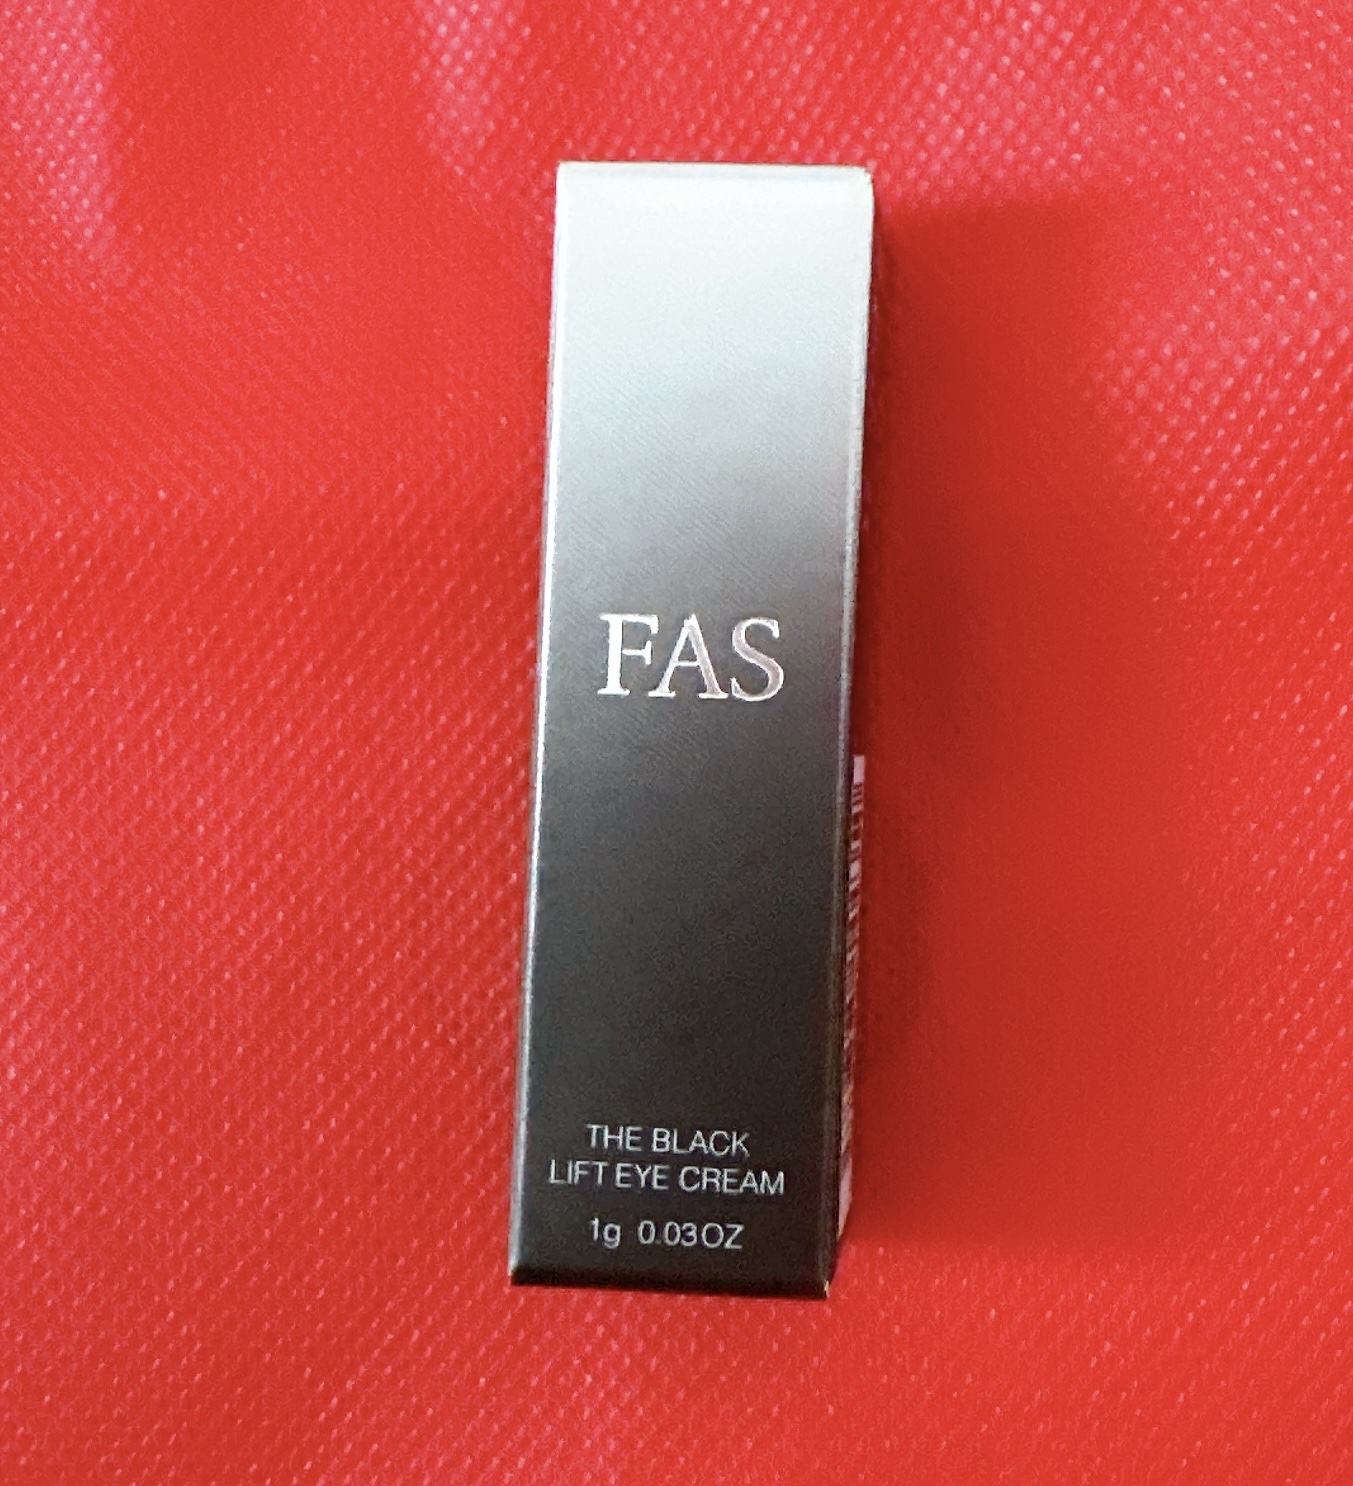 FAS
THE BLACK
LIFT EYE CREAM
1g 0.03OZ